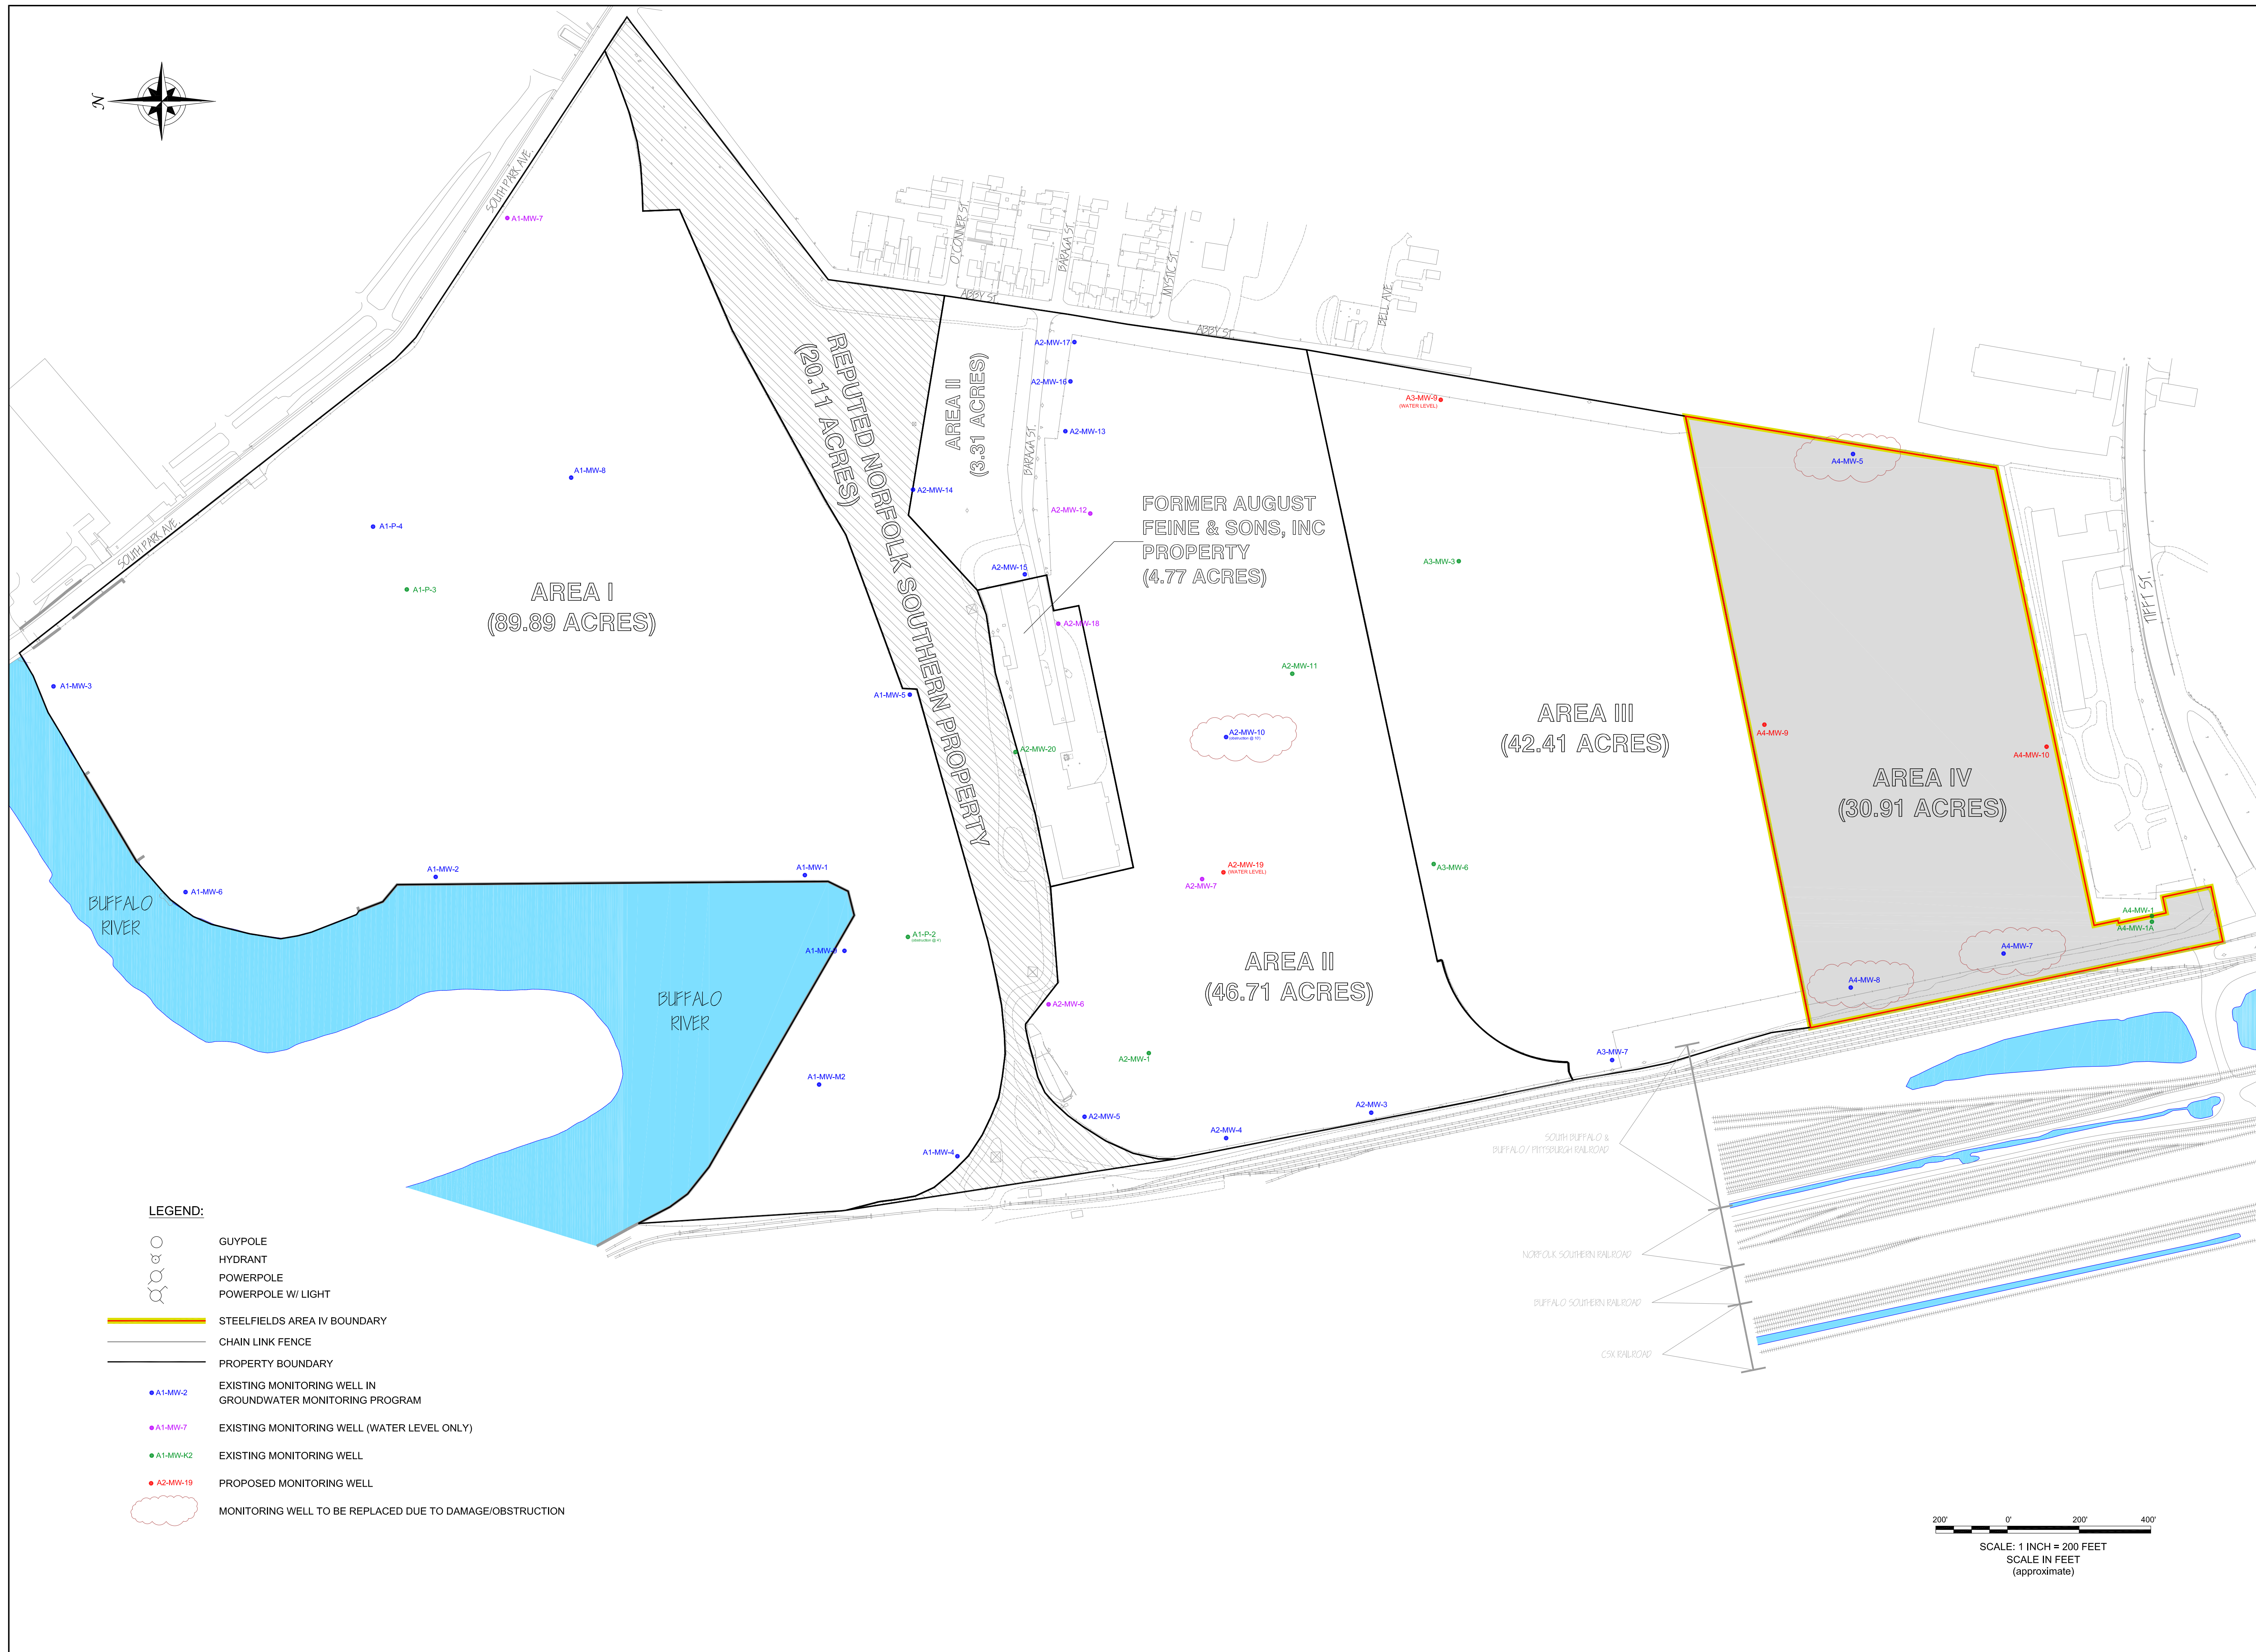 N
SOUTH PARK AVE.
A1-MW-7
O'CONNER ST.
BARAGA ST.
MYSTIC ST.
BELL AVE.
ABBY ST.
ABBY ST.
A2-MW-17
A2-MW-16
A2-MW-13
A2-MW-14
A2-MW-12
A2-MW-15
A2-MW-18
BARAGA ST.
AREA II
(3.31 ACRES)
REPUTED NORFOLK SOUTHERN PROPERTY
(20.11 ACRES)
FORMER AUGUST
FEINE & SONS, INC
PROPERTY
(4.77 ACRES)
A3-MW-9
(WATER LEVEL)
A3-MW-3
A4-MW-5
TIFFT ST.
A1-MW-8
A1-P-4
A1-P-3
SOUTH PARK AVE.
AREA I
(89.89 ACRES)
A1-MW-3
A1-MW-5
A2-MW-20
A2-MW-11
A2-MW-10
(obstruction @ 10')
AREA III
(42.41 ACRES)
A4-MW-9
A4-MW-10
AREA IV
(30.91 ACRES)
A1-MW-6
A1-MW-2
A1-MW-1
A2-MW-19
(WATER LEVEL)
A2-MW-7
A3-MW-6
A4-MW-1
A4-MW-1A
BUFFALO
RIVER
A1-P-2
A1-MW-9
A4-MW-7
A4-MW-8
AREA II
(46.71 ACRES)
BUFFALO
RIVER
A2-MW-6
A2-MW-1
A3-MW-7
A1-MW-M2
A2-MW-5
A2-MW-3
A2-MW-4
A1-MW-4
SOUTH BUFFALO &
BUFFALO / PITTSBURGH RAILROAD
NORFOLK SOUTHERN RAILROAD
BUFFALO SOUTHERN RAILROAD
CSX RAILROAD
LEGEND:
GUYPOLE
HYDRANT
POWERPOLE
POWERPOLE W/ LIGHT
STEELFIELDS AREA IV BOUNDARY
CHAIN LINK FENCE
PROPERTY BOUNDARY
A1-MW-2 EXISTING MONITORING WELL IN
GROUNDWATER MONITORING PROGRAM
A1-MW-7 EXISTING MONITORING WELL (WATER LEVEL ONLY)
A1-MW-K2 EXISTING MONITORING WELL
A2-MW-19 PROPOSED MONITORING WELL
MONITORING WELL TO BE REPLACED DUE TO DAMAGE/OBSTRUCTION
200' 0' 200' 400'
SCALE: 1 INCH = 200 FEET
SCALE IN FEET
(approximate)